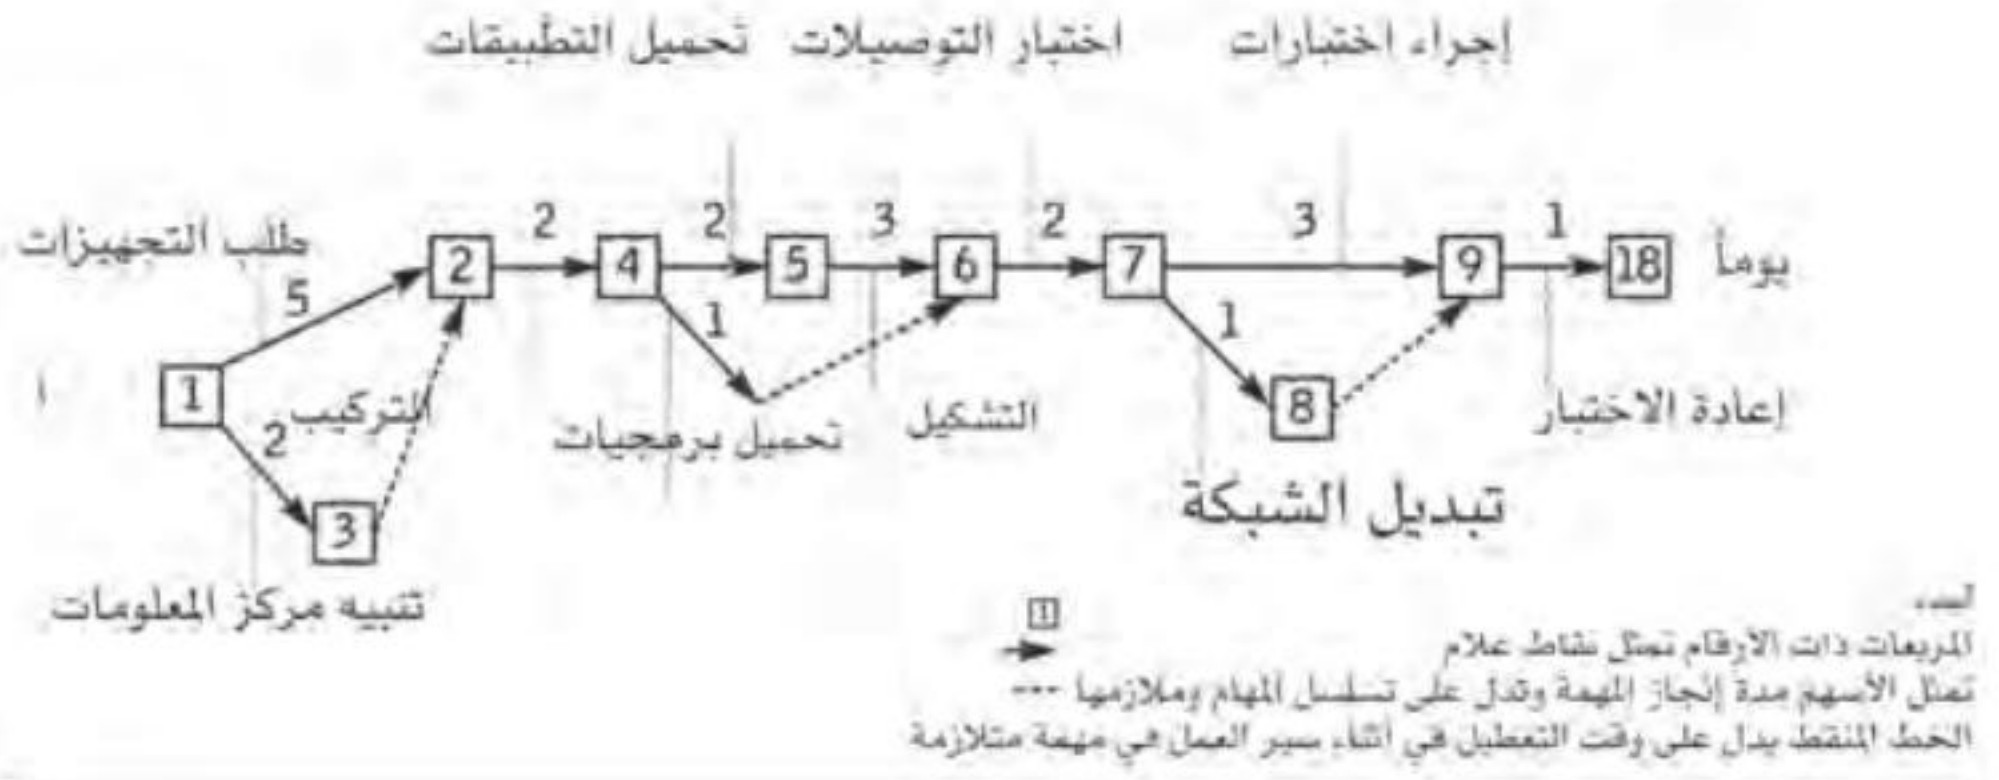 إجراء اختبارات
اختبار التوصيلات
تحميل التطبيقات
2 2 3 2 3 1
طلب التجهيزات
5
2 4 5 6 7 9 18 يوماً
1 1
1
2
التركيب
8
تحميل برمجيات
التشكيل
إعادة الاختبار
3
تبديل الشبكة
تنبيه مركز المعلومات
1
المربعات ذات الأرقام تمثل نقاط علام
تمثل الأسهم مدة إنجاز المهمة وتدل على تسلسل المهام وملازمها ---
الخط المنقط يدل على وقت التعطيل في أثناء سير العمل في مهمة متلازمة